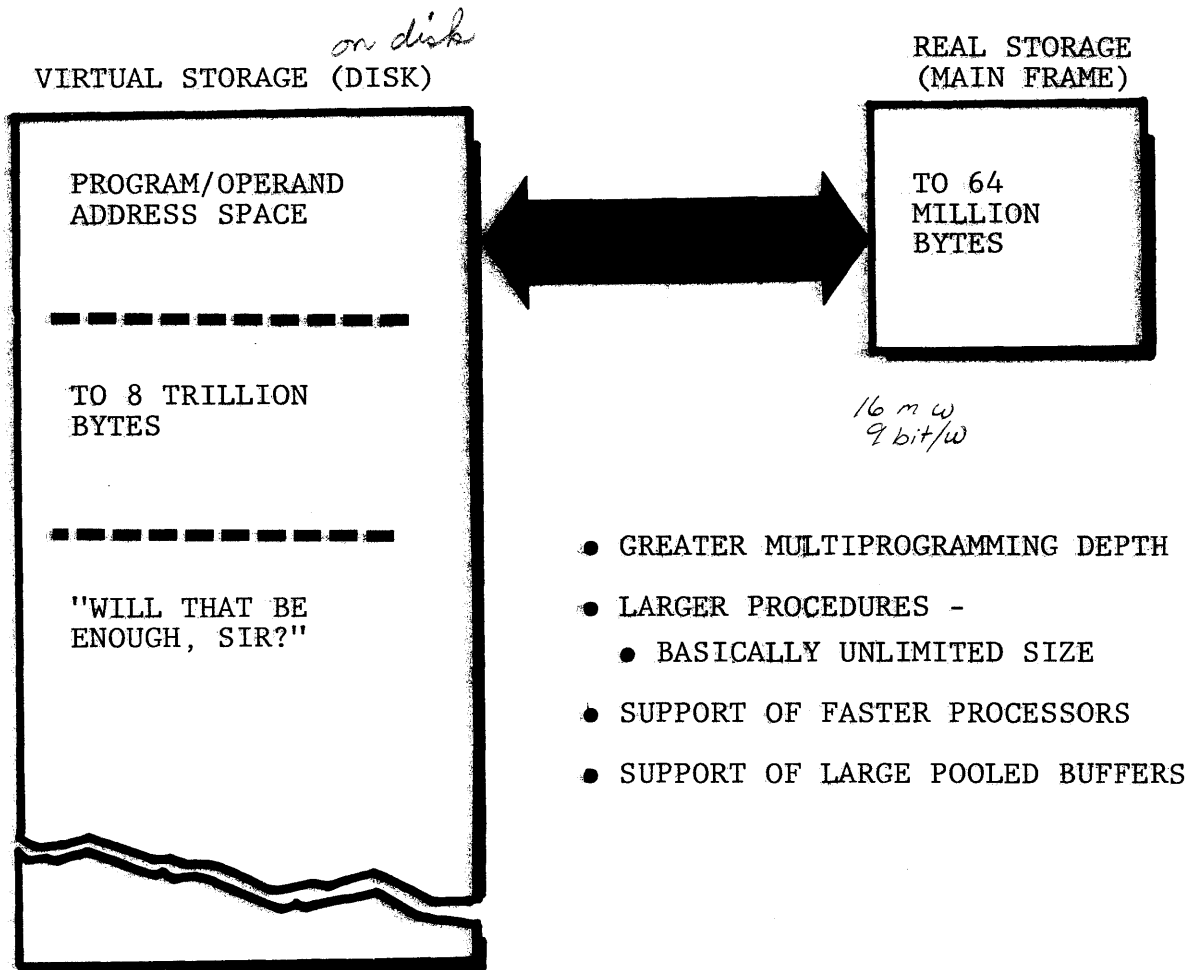 on disk
VIRTUAL STORAGE (DISK)
PROGRAM/OPERAND
ADDRESS SPACE
TO 8 TRILLION
BYTES
"WILL THAT BE
ENOUGH, SIR?"
REAL STORAGE
(MAIN FRAME)
TO 64
MILLION
BYTES
16 m w
9 bit/w
● GREATER MULTIPROGRAMMING DEPTH
● LARGER PROCEDURES -
● BASICALLY UNLIMITED SIZE
● SUPPORT OF FASTER PROCESSORS
● SUPPORT OF LARGE POOLED BUFFERS